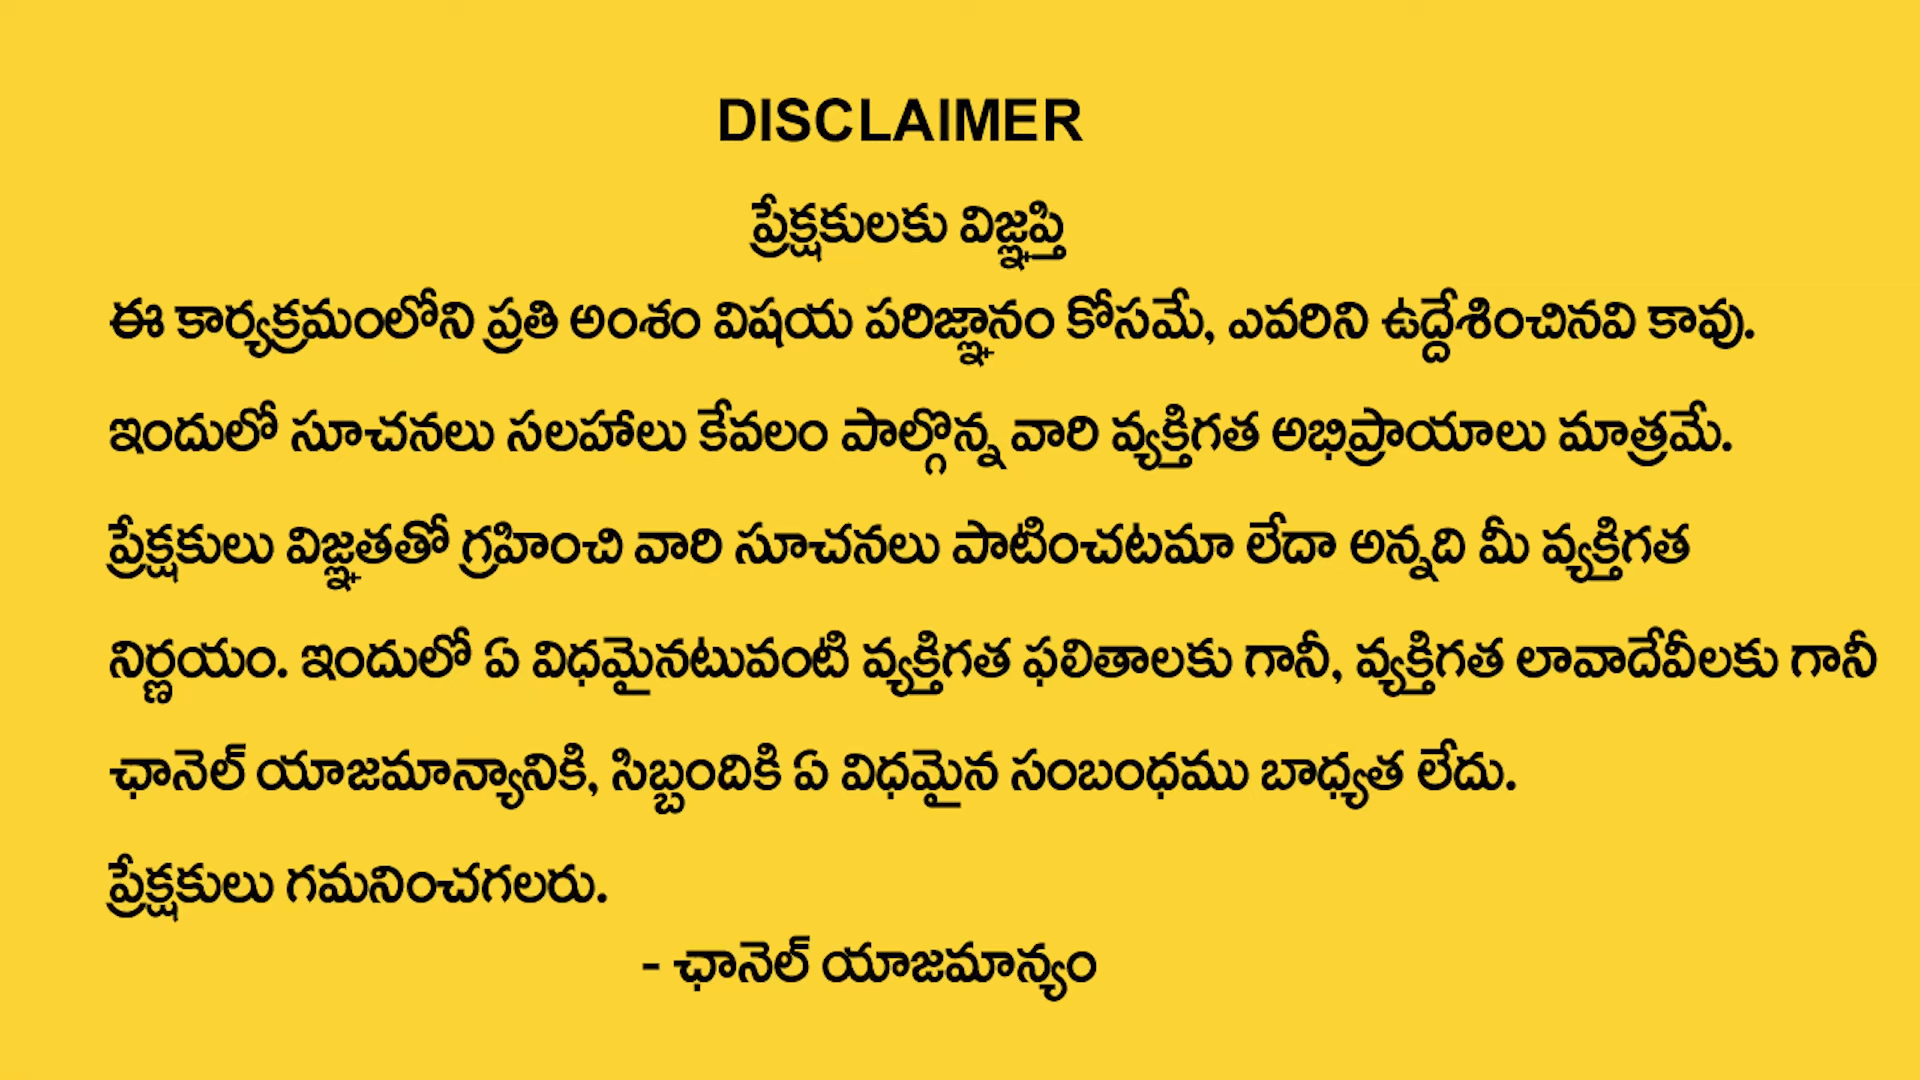 DISCLAIMER
ప్రేక్షకులకు విజ్ఞప్తి
ఈ కార్యక్రమంలోని ప్రతి అంశం విషయ పరిజ్ఞానం కోసమే, ఎవరిని ఉద్దేశించినవి కావు.
ఇందులో సూచనలు సలహాలు కేవలం పాల్గొన్న వారి వ్యక్తిగత అభిప్రాయాలు మాత్రమే.
ప్రేక్షకులు విజ్ఞతతో గ్రహించి వారి సూచనలు పాటించటమా లేదా అన్నది మీ వ్యక్తిగత
నిర్ణయం. ఇందులో ఏ విధమైనటువంటి వ్యక్తిగత ఫలితాలకు గానీ, వ్యక్తిగత లావాదేవీలకు గానీ
ఛానెల్ యాజమాన్యానికి, సిబ్బందికి ఏ విధమైన సంబంధము బాధ్యత లేదు.
ప్రేక్షకులు గమనించగలరు.
- ఛానెల్ యాజమాన్యం